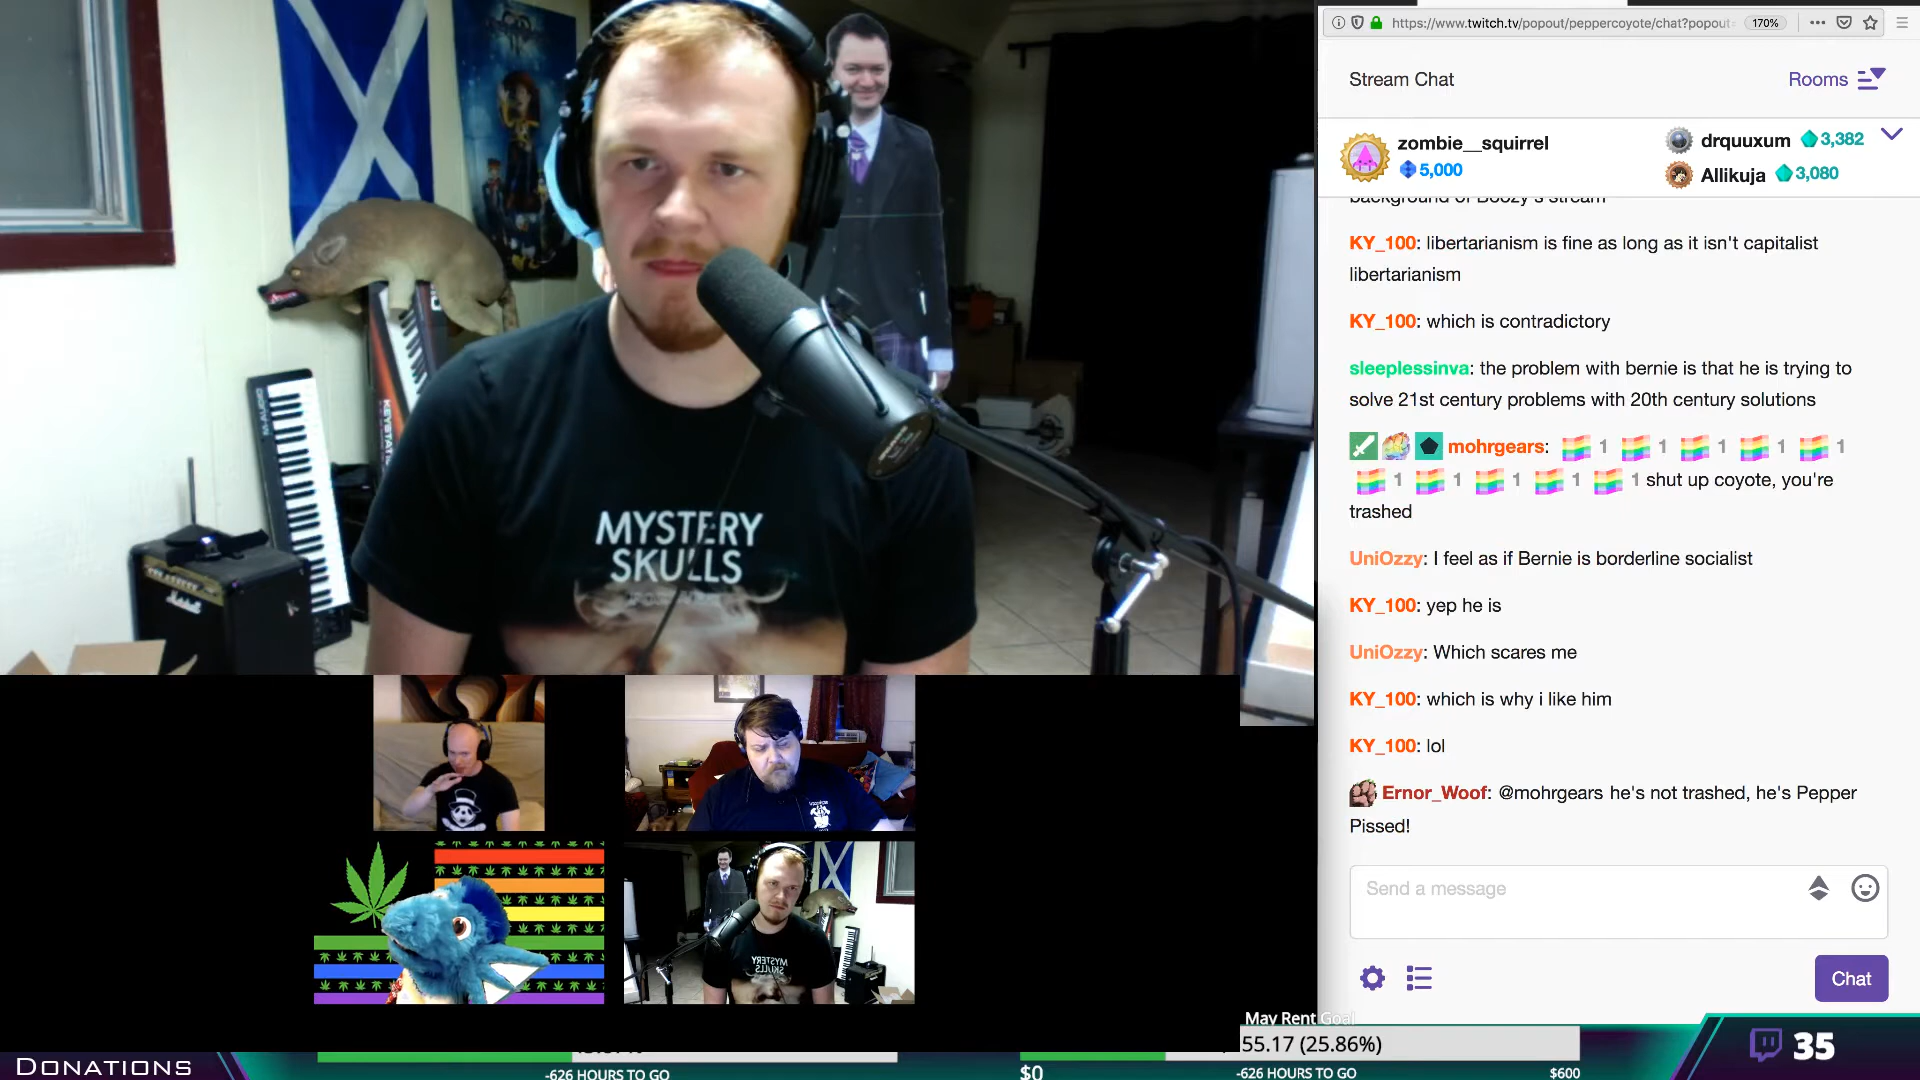 https://www.twitch.tv/popout/peppercoyote/chat?popout=
170%
Stream Chat
Rooms
zombie__squirrel
5,000
drquuxum 3,382
Allikuja 3,080
background of Boozy's stream
KY_100: libertarianism is fine as long as it isn't capitalist
libertarianism
KY_100: which is contradictory
sleeplessinva: the problem with bernie is that he is trying to
solve 21st century problems with 20th century solutions
mohrgears: 1 1 1 1 1
1 1 1 1 1 shut up coyote, you're
trashed
UniOzzy: I feel as if Bernie is borderline socialist
KY_100: yep he is
UniOzzy: Which scares me
KY_100: which is why i like him
KY_100: lol
Ernor_Woof: @mohrgears he's not trashed, he's Pepper
Pissed!
Send a message
Chat
MYSTERY
SKULLS
MYSTERY
SKULLS
May Rent Goal
55.17 (25.86%)
DONATIONS
-626 HOURS TO GO
$0
-626 HOURS TO GO
$600
35